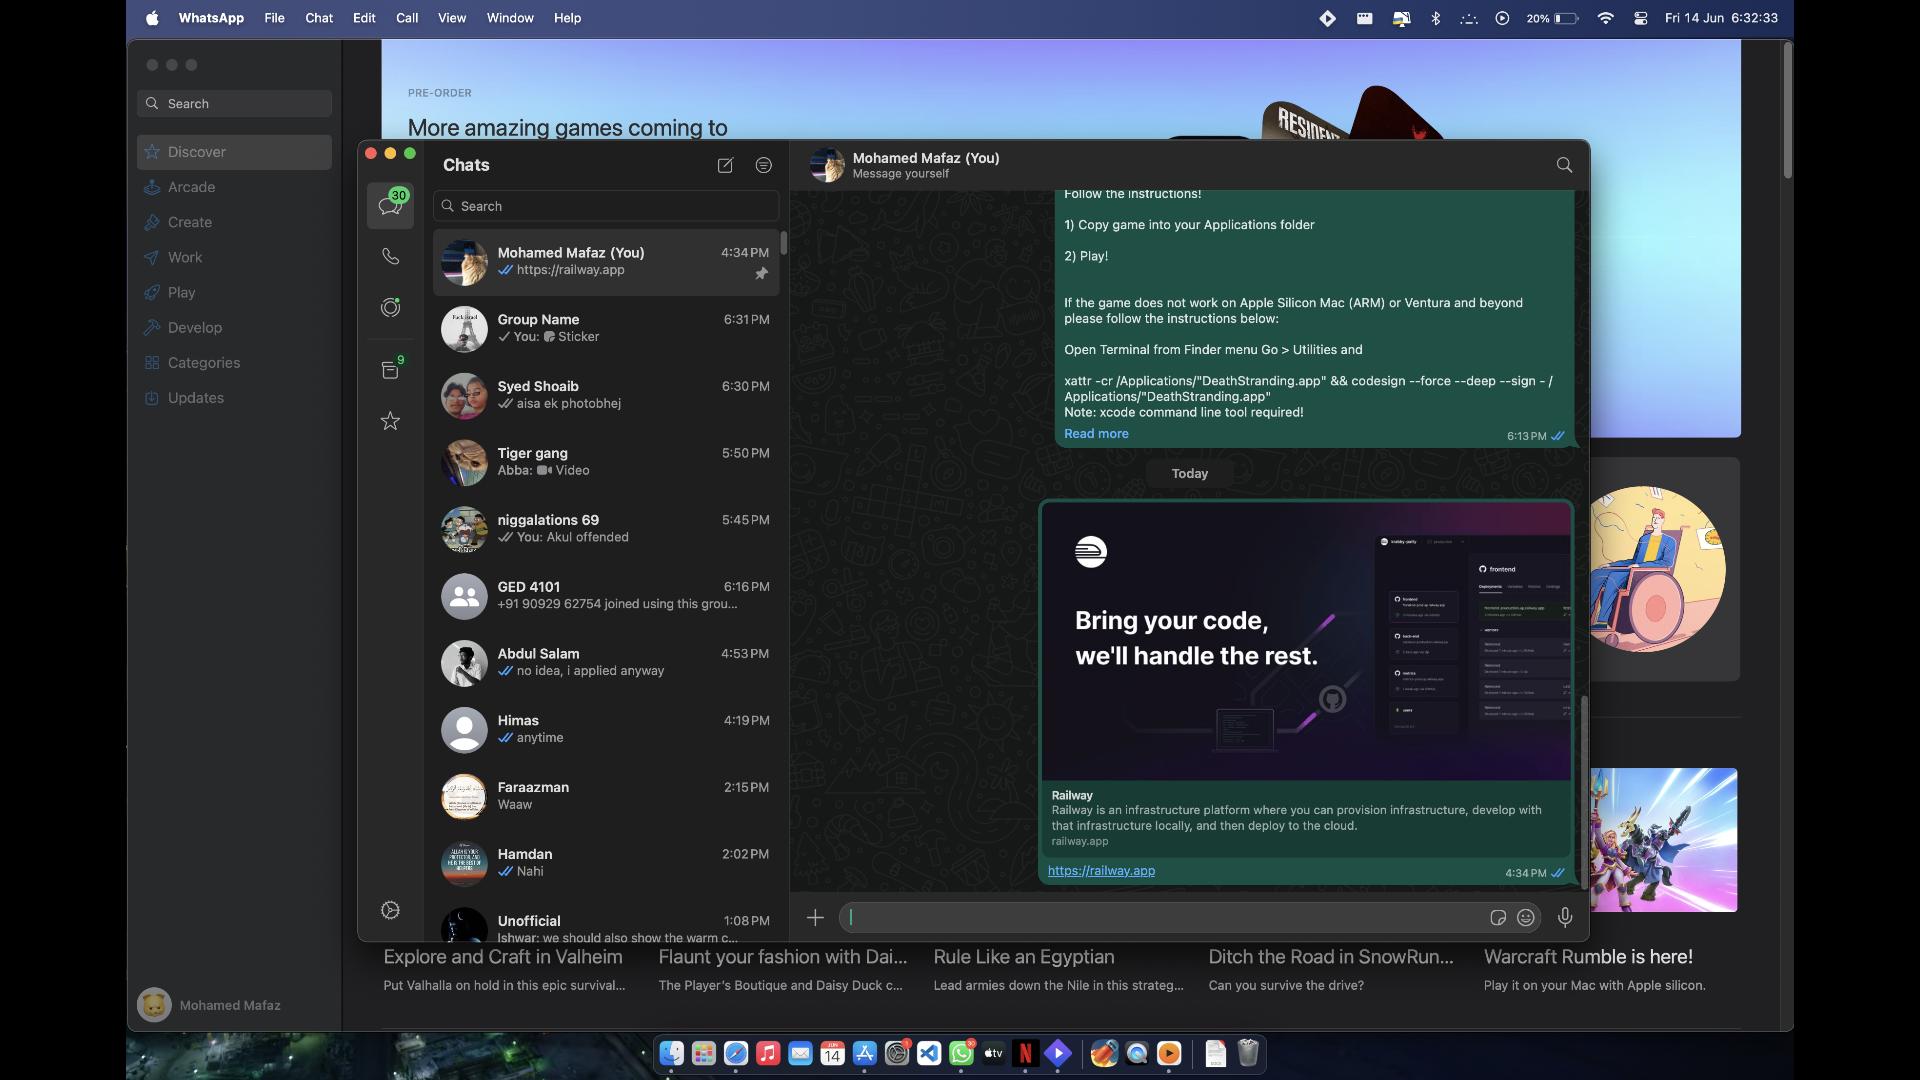 WhatsApp File Chat Edit Call View Window Help
20% Fri 14 Jun 6:32:33
Search
Discover
Arcade
Create
Work
Play
Develop
Categories
Updates
Mohamed Mafaz
PRE-ORDER
More amazing games coming to
RESIDENT
Chats
30
9
Search
Mohamed Mafaz (You) 4:34 PM
https://railway.app
Group Name 6:31 PM
You: Sticker
Syed Shoaib 6:30 PM
aisa ek photobhej
Tiger gang 5:50 PM
Abba: Video
niggalations 69 5:45 PM
You: Akul offended
GED 4101 6:16 PM
+91 90929 62754 joined using this grou...
Abdul Salam 4:53 PM
no idea, i applied anyway
Himas 4:19 PM
anytime
Faraazman 2:15 PM
Waaw
Hamdan 2:02 PM
Nahi
Unofficial 1:08 PM
Ishwar: we should also show the warm c...
Mohamed Mafaz (You)
Message yourself
Follow the instructions!
1) Copy game into your Applications folder
2) Play!
If the game does not work on Apple Silicon Mac (ARM) or Ventura and beyond
please follow the instructions below:
Open Terminal from Finder menu Go > Utilities and
xattr -cr /Applications/"DeathStranding.app" && codesign --force --deep --sign - /
Applications/"DeathStranding.app"
Note: xcode command line tool required!
Read more
6:13 PM
Today
Bring your code,
we'll handle the rest.
frontend
Railway
Railway is an infrastructure platform where you can provision infrastructure, develop with
that infrastructure locally, and then deploy to the cloud.
railway.app
https://railway.app
4:34 PM
Explore and Craft in Valheim
Put Valhalla on hold in this epic survival...
Flaunt your fashion with Dai...
The Player's Boutique and Daisy Duck c...
Rule Like an Egyptian
Lead armies down the Nile in this strateg...
Ditch the Road in SnowRun...
Can you survive the drive?
Warcraft Rumble is here!
Play it on your Mac with Apple silicon.
JUN
14
tv